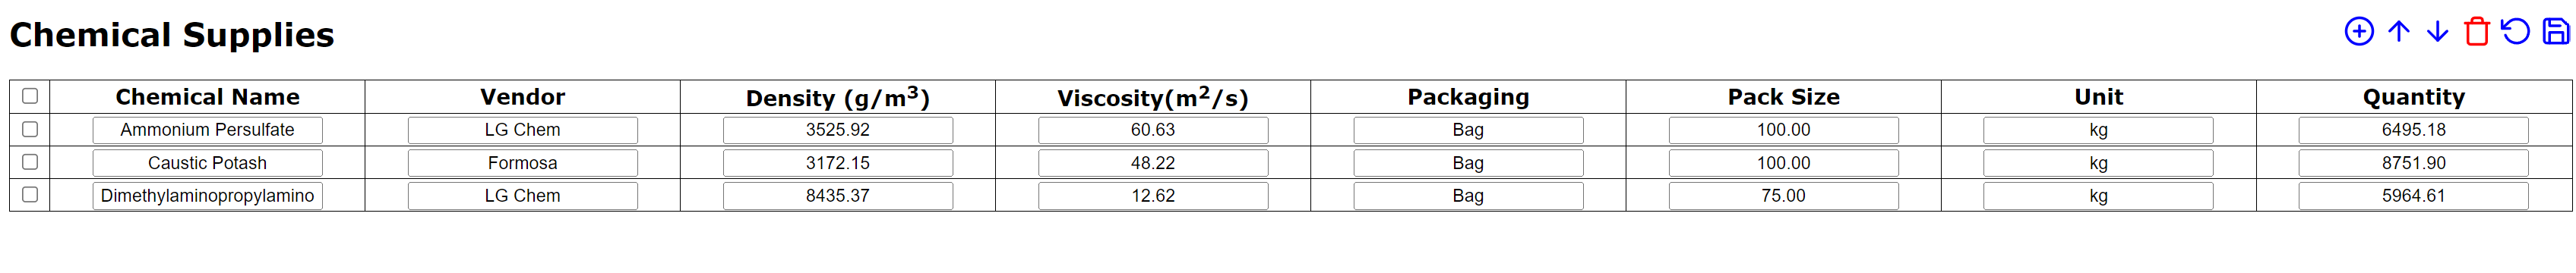 Chemical Supplies
Chemical Name Vendor Density (g/m³) Viscosity(m²/s) Packaging Pack Size Unit Quantity
Ammonium Persulfate LG Chem 3525.92 60.63 Bag 100.00 kg 6495.18
Caustic Potash Formosa 3172.15 48.22 Bag 100.00 kg 8751.90
Dimethylaminopropylamino LG Chem 8435.37 12.62 Bag 75.00 kg 5964.61